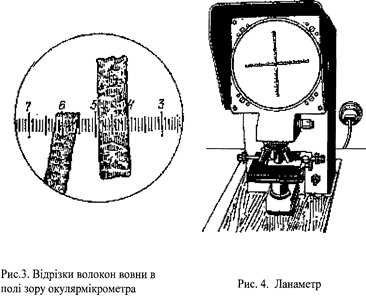 7 6 5 4 3
Рис.3. Відрізки волокон вовни в
полі зору окулярмікрометра
Рис. 4. Ланаметр